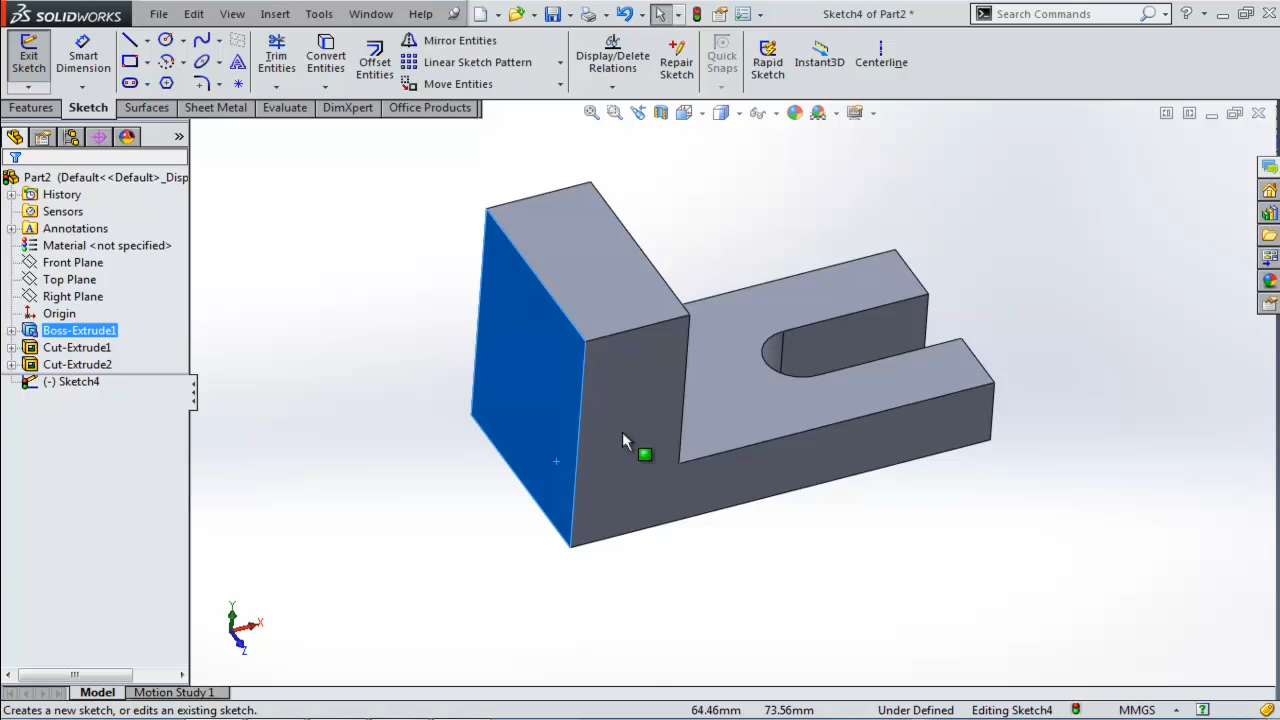 SOLIDWORKS File Edit View Insert Tools Window Help Sketch4 of Part2 * Search Commands
Exit Sketch
Smart Dimension
Trim Entities
Convert Entities
Offset Entities
Mirror Entities
Linear Sketch Pattern
Move Entities
Display/Delete Relations
Repair Sketch
Quick Snaps
Rapid Sketch
Instant3D
Centerline
Features Sketch Surfaces Sheet Metal Evaluate DimXpert Office Products
Part2 (Default<<Default>_Disp
History
Sensors
Annotations
Material <not specified>
Front Plane
Top Plane
Right Plane
Origin
Boss-Extrude1
Cut-Extrude1
Cut-Extrude2
(-) Sketch4
Y
X
Z
Model Motion Study 1
Creates a new sketch, or edits an existing sketch. 64.46mm 73.56mm Under Defined Editing Sketch4 MMGS